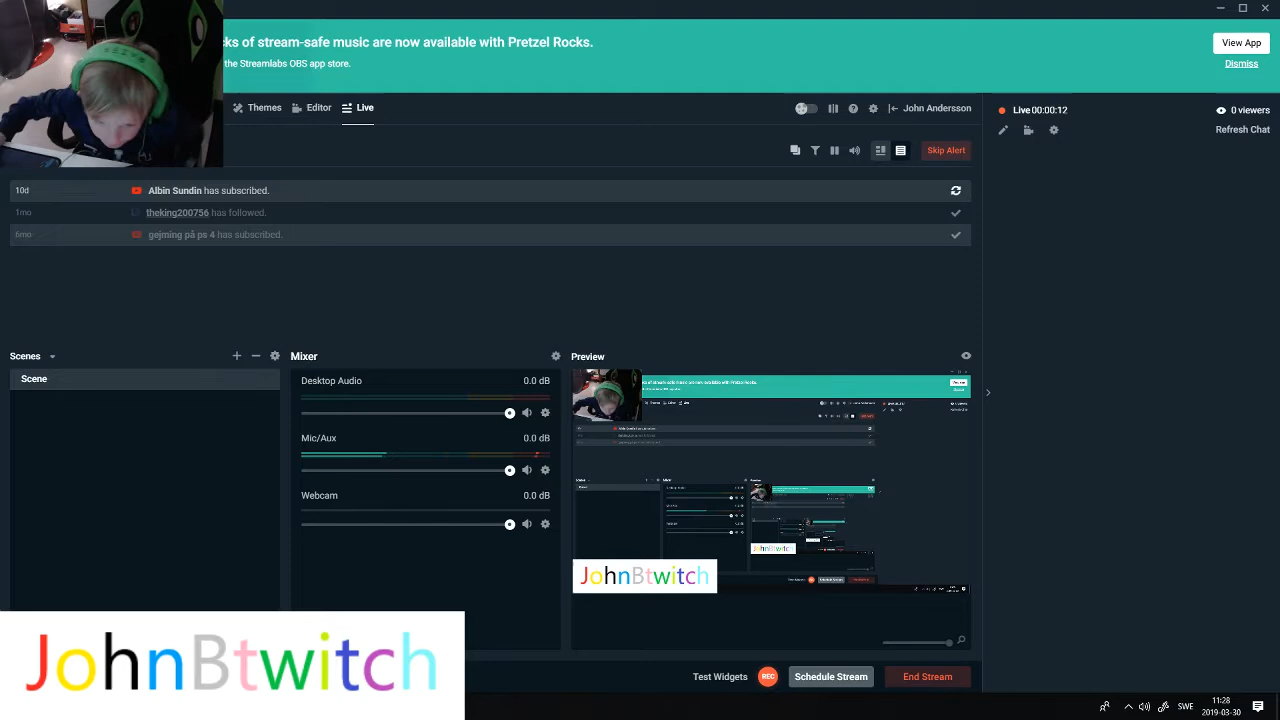 cks of stream-safe music are now available with Pretzel Rocks.
the Streamlabs OBS app store.
View App
Dismiss
Themes
Editor
Live
John Andersson
Live 00:00:12
0 viewers
Refresh Chat
Skip Alert
10d Albin Sundin has subscribed.
1mo theking200756 has followed.
6mo gejming på ps 4 has subscribed.
Scenes
Mixer
Preview
Scene
Desktop Audio 0.0 dB
Mic/Aux 0.0 dB
Webcam 0.0 dB
JohnBtwitch
JohnBtwitch
JohnBtwitch
Test Widgets
REC
Schedule Stream
End Stream
SWE
11:28
2019-03-30